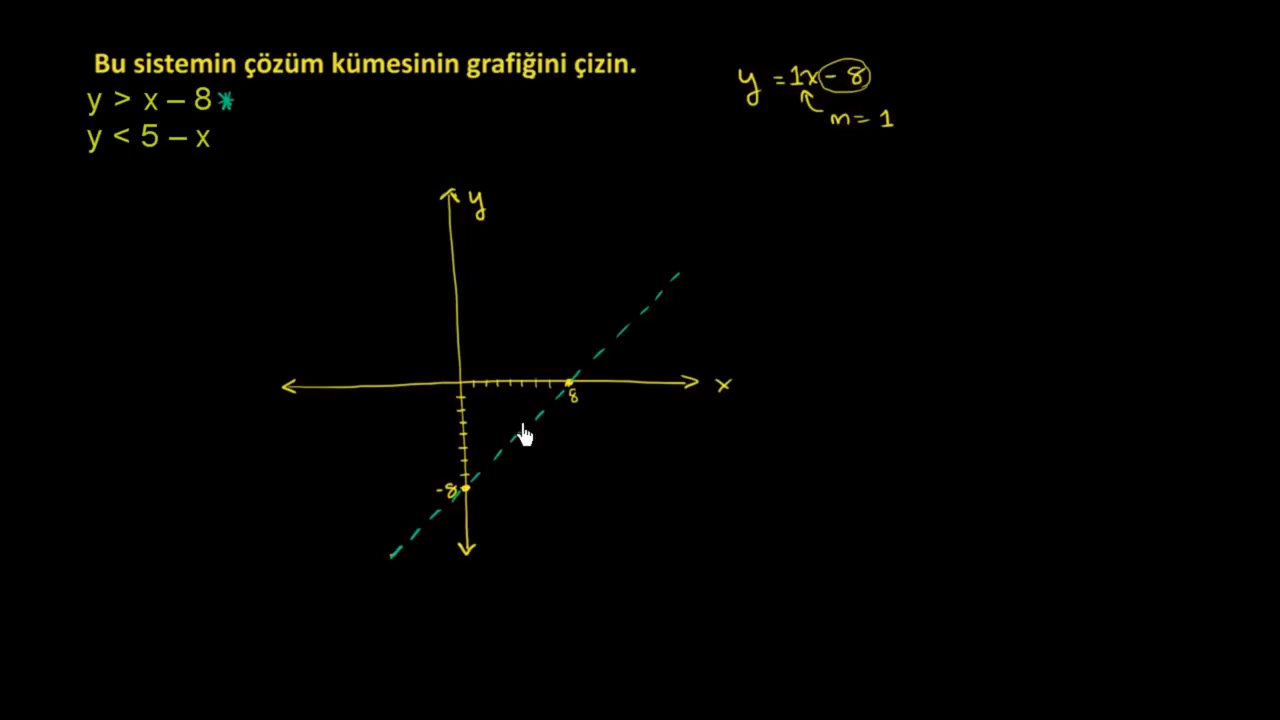 Bu sistemin çözüm kümesinin grafiğini çizin.
y > x – 8 *
y < 5 – x
y = 1x - 8
m = 1
y
x
8
-8